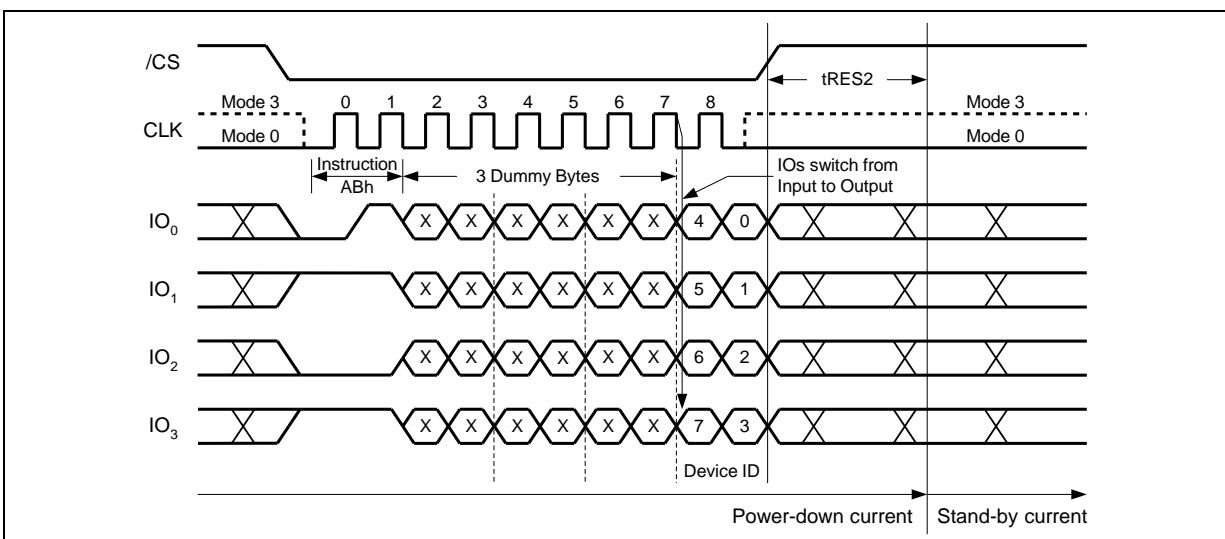 /CS
tRES2
Mode 3 0 1 2 3 4 5 6 7 8 Mode 3
CLK
Mode 0 Mode 0
Instruction
ABh
3 Dummy Bytes
IOs switch from
Input to Output
IO0 X X X X X X 4 0
IO1 X X X X X X 5 1
IO2 X X X X X X 6 2
IO3 X X X X X X 7 3
Device ID
Power-down current Stand-by current